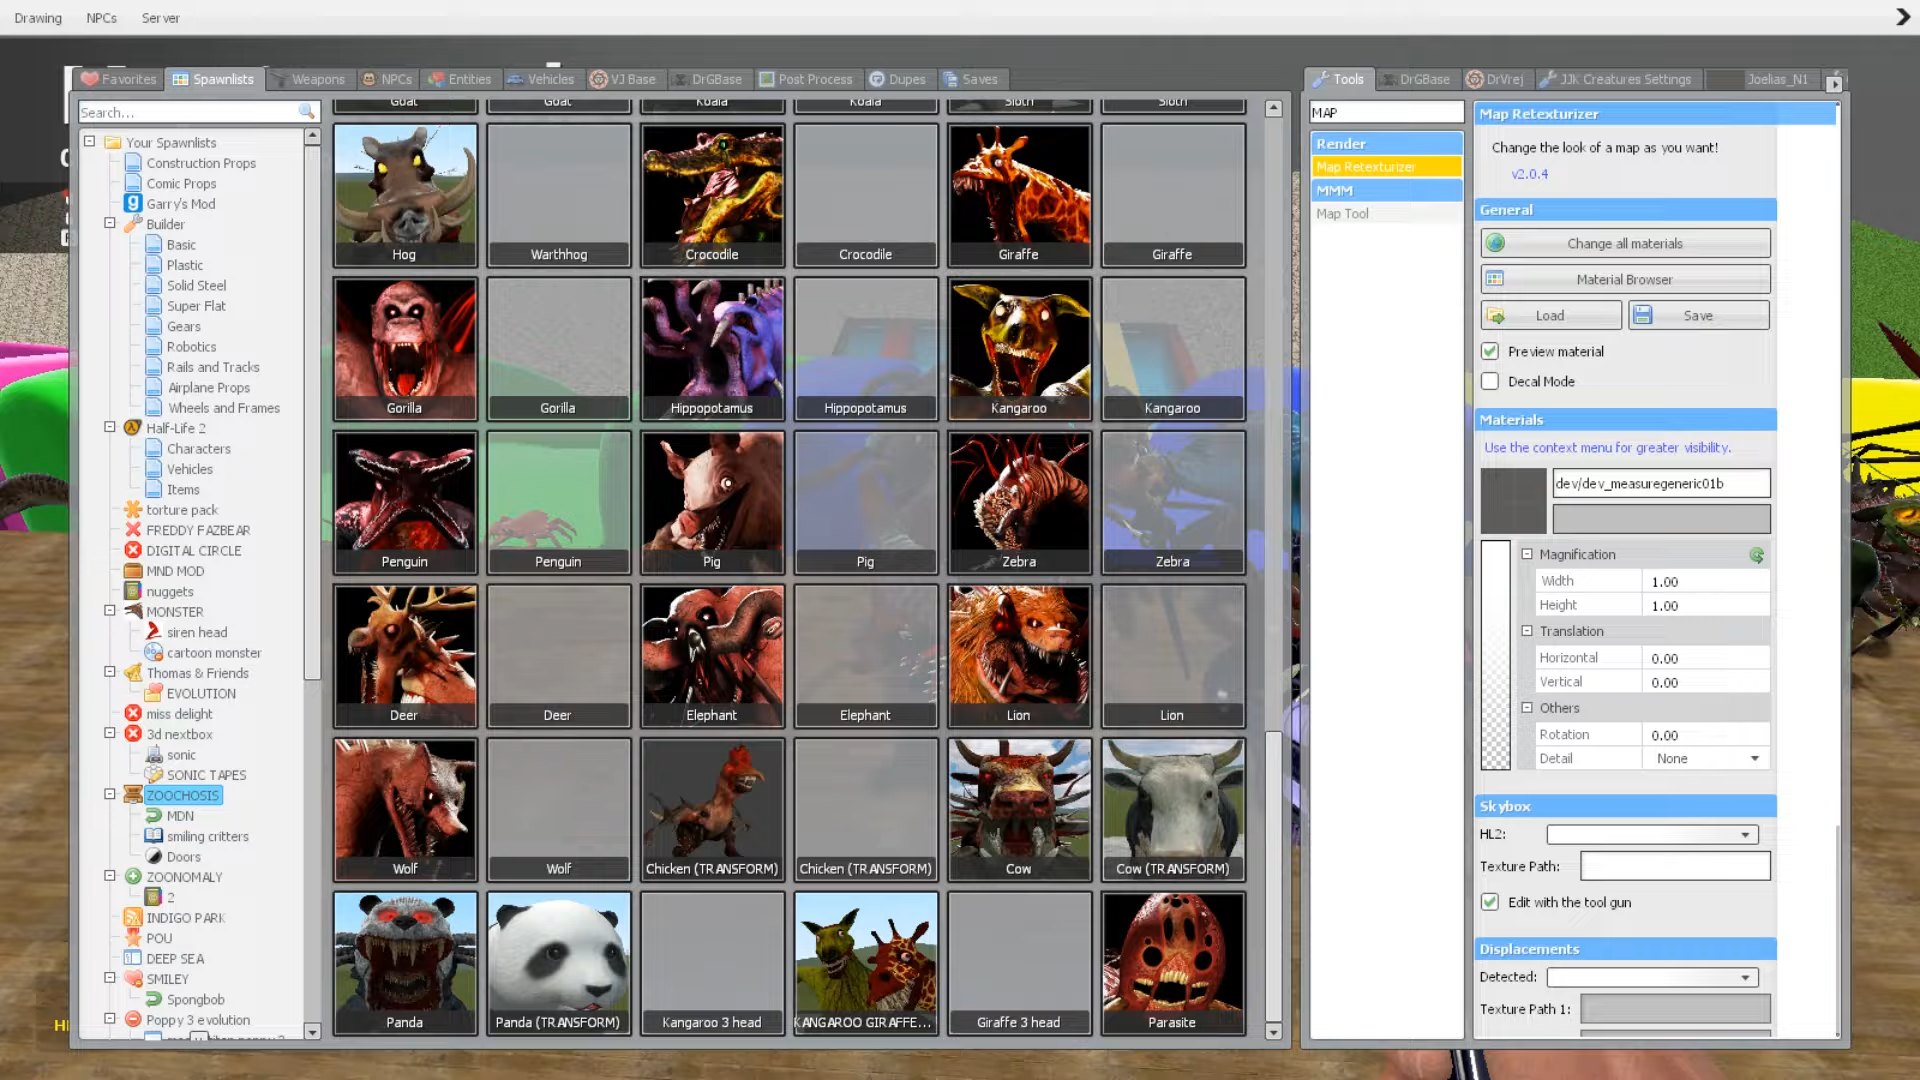 Drawing NPCs Server
Favorites Spawnlists Weapons NPCs Entities Vehicles VJ Base DrGBase Post Process Dupes Saves
Search...
Your Spawnlists
Construction Props
Comic Props
Garry's Mod
Builder
Basic
Plastic
Solid Steel
Super Flat
Gears
Robotics
Rails and Tracks
Airplane Props
Wheels and Frames
Half-Life 2
Characters
Vehicles
Items
torture pack
FREDDY FAZBEAR
DIGITAL CIRCLE
MND MOD
nuggets
MONSTER
siren head
cartoon monster
Thomas & Friends
EVOLUTION
miss delight
3d nextbox
sonic
SONIC TAPES
ZOOCHOSIS
MDN
smiling critters
Doors
ZOONOMALY
2
INDIGO PARK
POU
DEEP SEA
SMILEY
Spongbob
Poppy 3 evolution
Goat Goat Koala Koala Sloth Sloth
Hog Warthhog Crocodile Crocodile Giraffe Giraffe
Gorilla Gorilla Hippopotamus Hippopotamus Kangaroo Kangaroo
Penguin Penguin Pig Pig Zebra Zebra
Deer Deer Elephant Elephant Lion Lion
Wolf Wolf Chicken (TRANSFORM) Chicken (TRANSFORM) Cow Cow (TRANSFORM)
Panda Panda (TRANSFORM) Kangaroo 3 head KANGAROO GIRAFFE... Giraffe 3 head Parasite
Tools DrGBase DrVrej JJK Creatures Settings Joelias_N1
MAP
Render
Map Retexturizer
MMM
Map Tool
Map Retexturizer
Change the look of a map as you want!
v2.0.4
General
Change all materials
Material Browser
Load Save
Preview material
Decal Mode
Materials
Use the context menu for greater visibility.
dev/dev_measuregeneric01b
Magnification
Width 1.00
Height 1.00
Translation
Horizontal 0.00
Vertical 0.00
Others
Rotation 0.00
Detail None
Skybox
HL2:
Texture Path:
Edit with the tool gun
Displacements
Detected:
Texture Path 1: